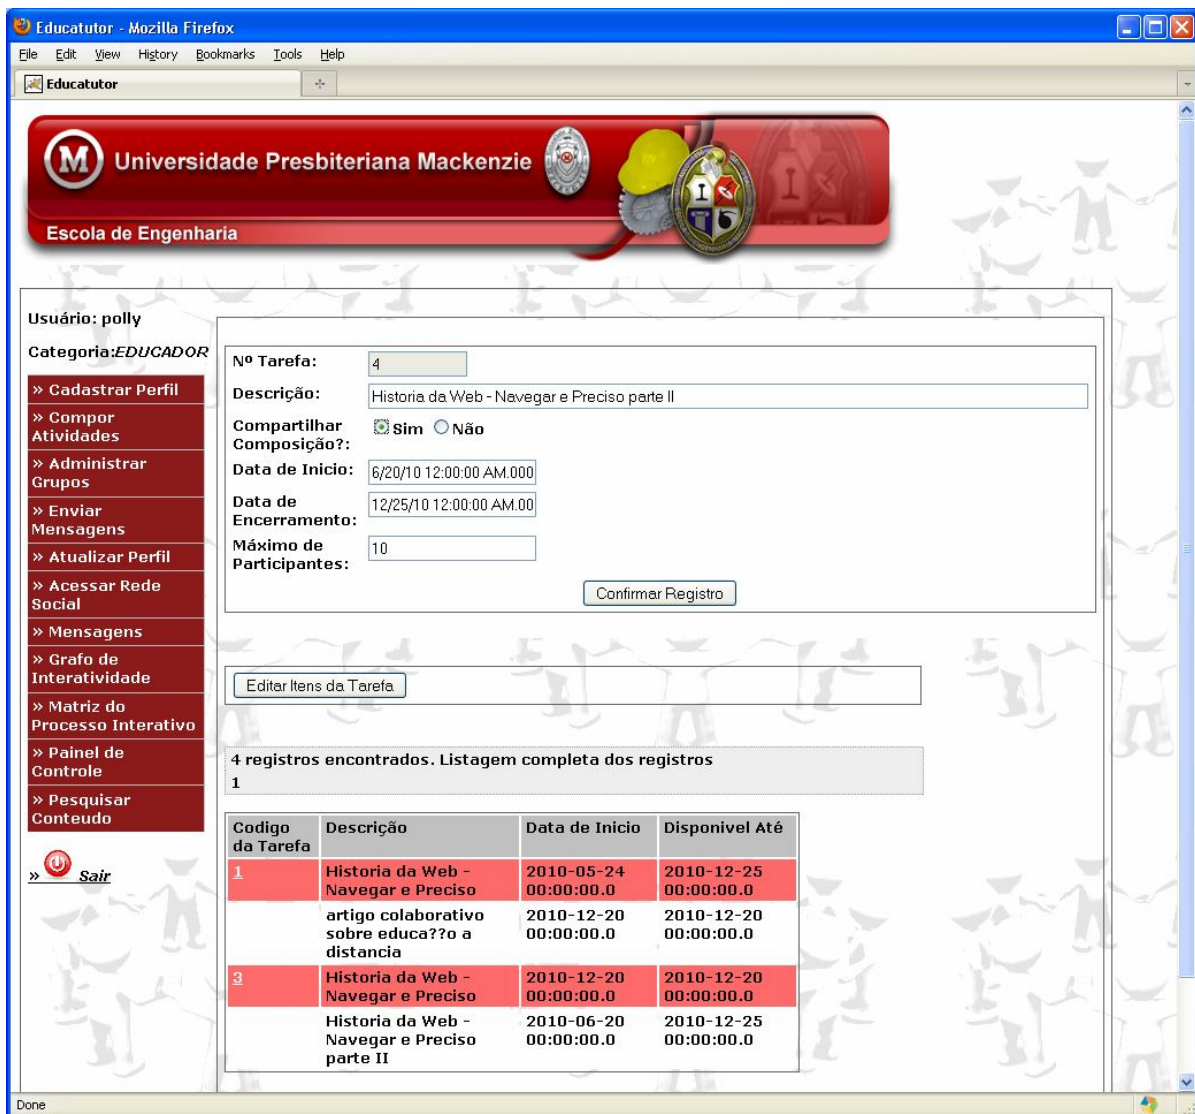 Educatutor - Mozilla Firefox
File Edit View History Bookmarks Tools Help
Educatutor
M Universidade Presbiteriana Mackenzie
Escola de Engenharia
Usuário: polly
Categoria:EDUCADOR
» Cadastrar Perfil
» Compor
Atividades
» Administrar
Grupos
» Enviar
Mensagens
» Atualizar Perfil
» Acessar Rede
Social
» Mensagens
» Grafo de
Interatividade
» Matriz do
Processo Interativo
» Painel de
Controle
» Pesquisar
Conteudo
» Sair
Nº Tarefa: 4
Descrição: Historia da Web - Navegar e Preciso parte II
Compartilhar
Composição?: Sim Não
Data de Inicio: 6/20/10 12:00:00 AM.000
Data de
Encerramento: 12/25/10 12:00:00 AM.00
Máximo de
Participantes: 10
Confirmar Registro
Editar Itens da Tarefa
4 registros encontrados. Listagem completa dos registros
1
Codigo
da Tarefa Descrição Data de Inicio Disponivel Até
1 Historia da Web - 2010-05-24 2010-12-25
Navegar e Preciso 00:00:00.0 00:00:00.0
artigo colaborativo 2010-12-20 2010-12-20
sobre educa??o a 00:00:00.0 00:00:00.0
distancia
3 Historia da Web - 2010-12-20 2010-12-20
Navegar e Preciso 00:00:00.0 00:00:00.0
Historia da Web - 2010-06-20 2010-12-25
Navegar e Preciso 00:00:00.0 00:00:00.0
parte II
Done